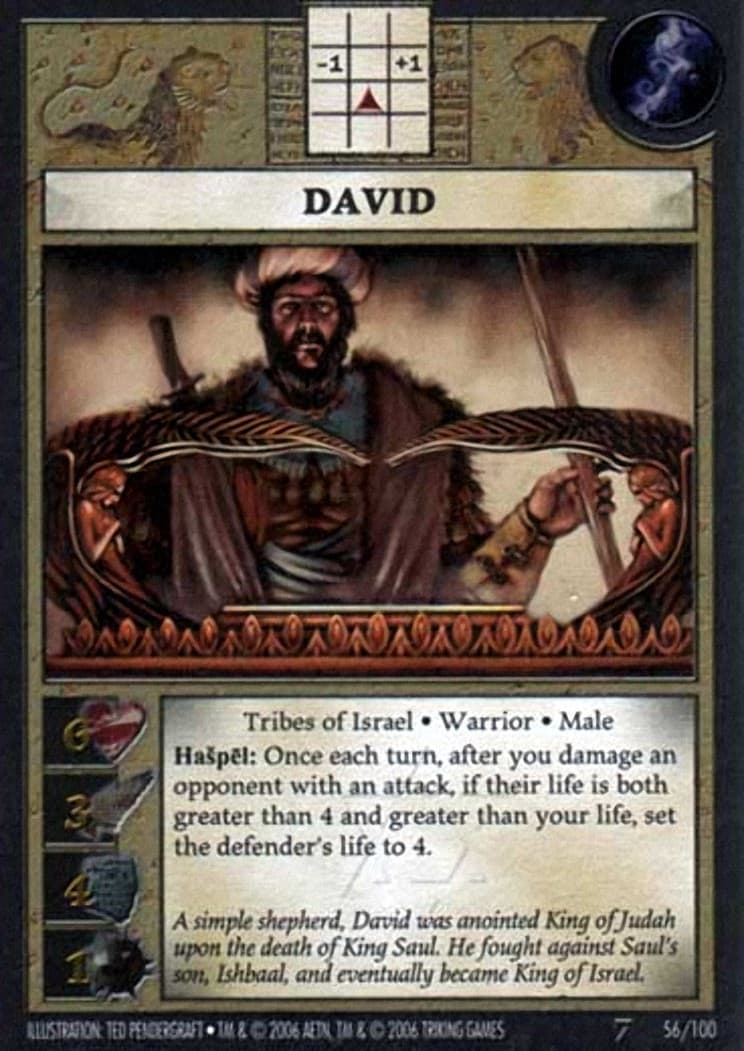 -1 +1
DAVID
Tribes of Israel • Warrior • Male
Hašpēl: Once each turn, after you damage an
opponent with an attack, if their life is both
greater than 4 and greater than your life, set
the defender's life to 4.
A simple shepherd, David was anointed King of Judah
upon the death of King Saul. He fought against Saul's
son, Ishbaal, and eventually became King of Israel.
6
3
4
1
ILLUSTRATION: TED PENDERGRAFT • TM & © 2006 AETN, TM & © 2006 TRIKING GAMES 7 56/100